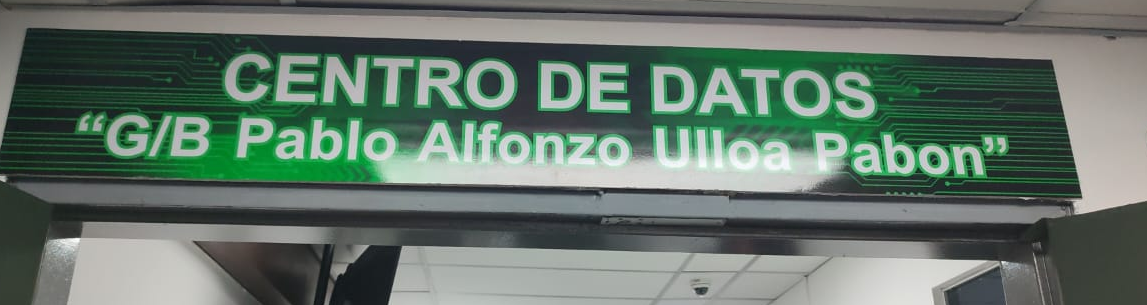 CENTRO DE DATOS
“G/B Pablo Alfonzo Ulloa Pabon”